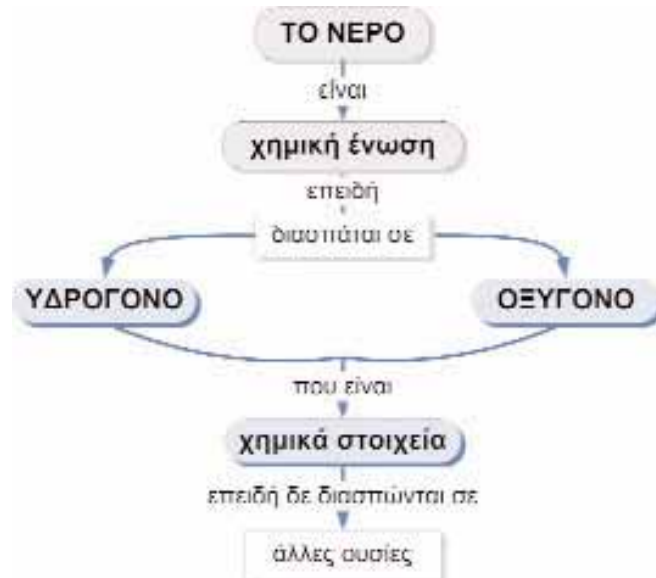 ΤΟ ΝΕΡΟ
είναι
χημική ένωση
επειδή
διασπάται σε
ΥΔΡΟΓΟΝΟ
ΟΞΥΓΟΝΟ
που είναι
χημικά στοιχεία
επειδή δε διασπώνται σε
άλλες ουσίες